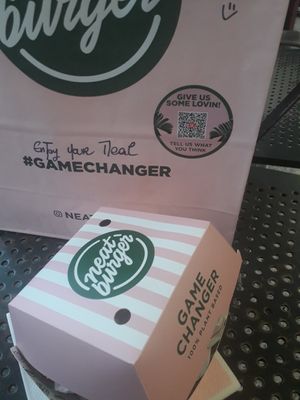 neat
burger
GIVE US
SOME LOVIN!
TELL US WHAT
YOU THINK
Enjoy your Meal
#GAMECHANGER
neat
burger
GAME
CHANGER
100% PLANT BASED